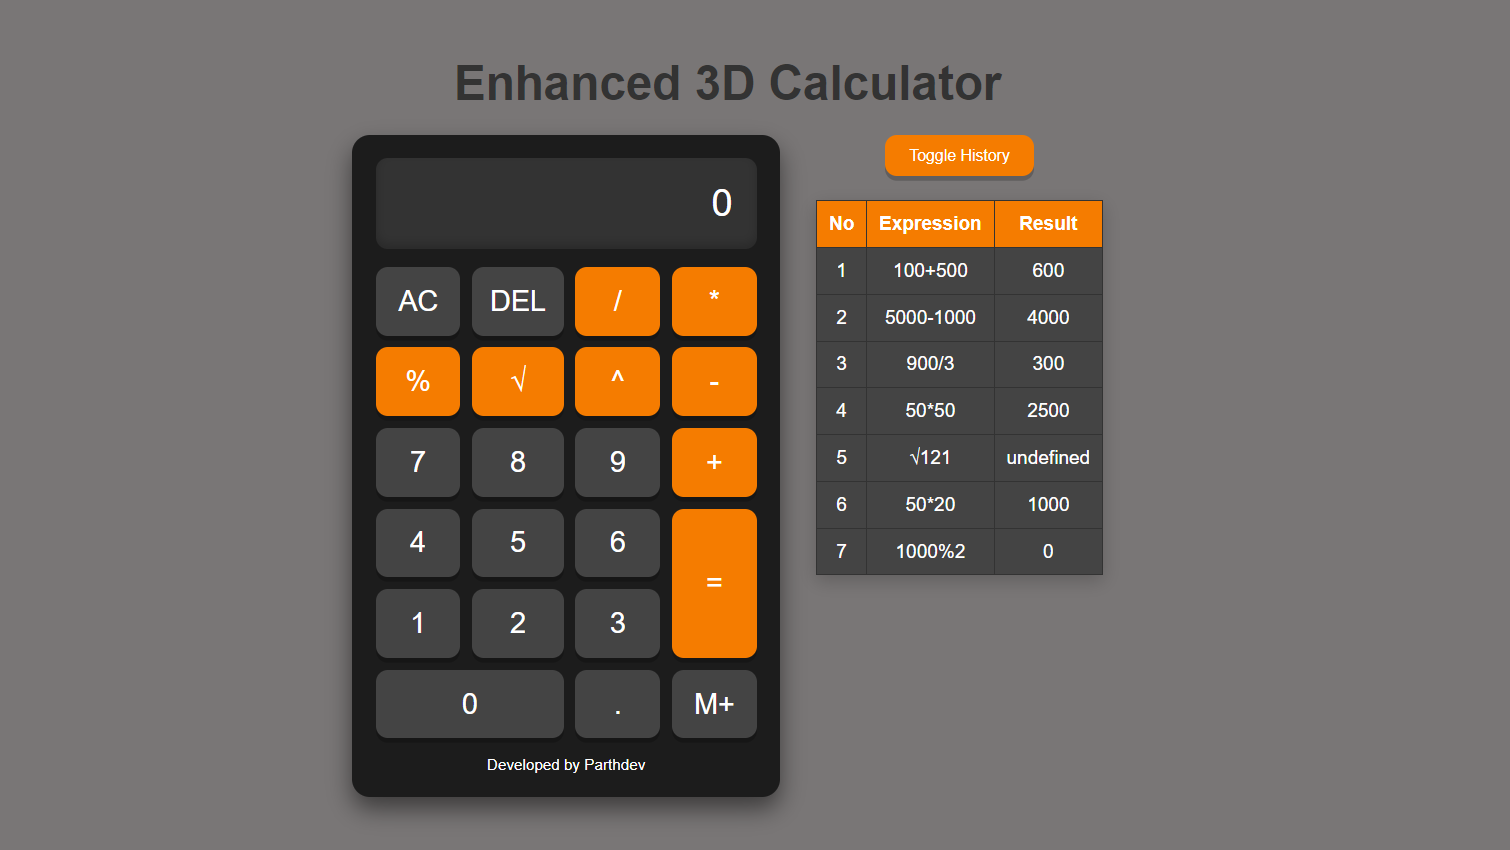 Enhanced 3D Calculator
0
AC DEL / *
% √ ^ -
7 8 9 +
4 5 6
=
1 2 3
0 . M+
Developed by Parthdev
Toggle History
No Expression Result
1 100+500 600
2 5000-1000 4000
3 900/3 300
4 50*50 2500
5 √121 undefined
6 50*20 1000
7 1000%2 0